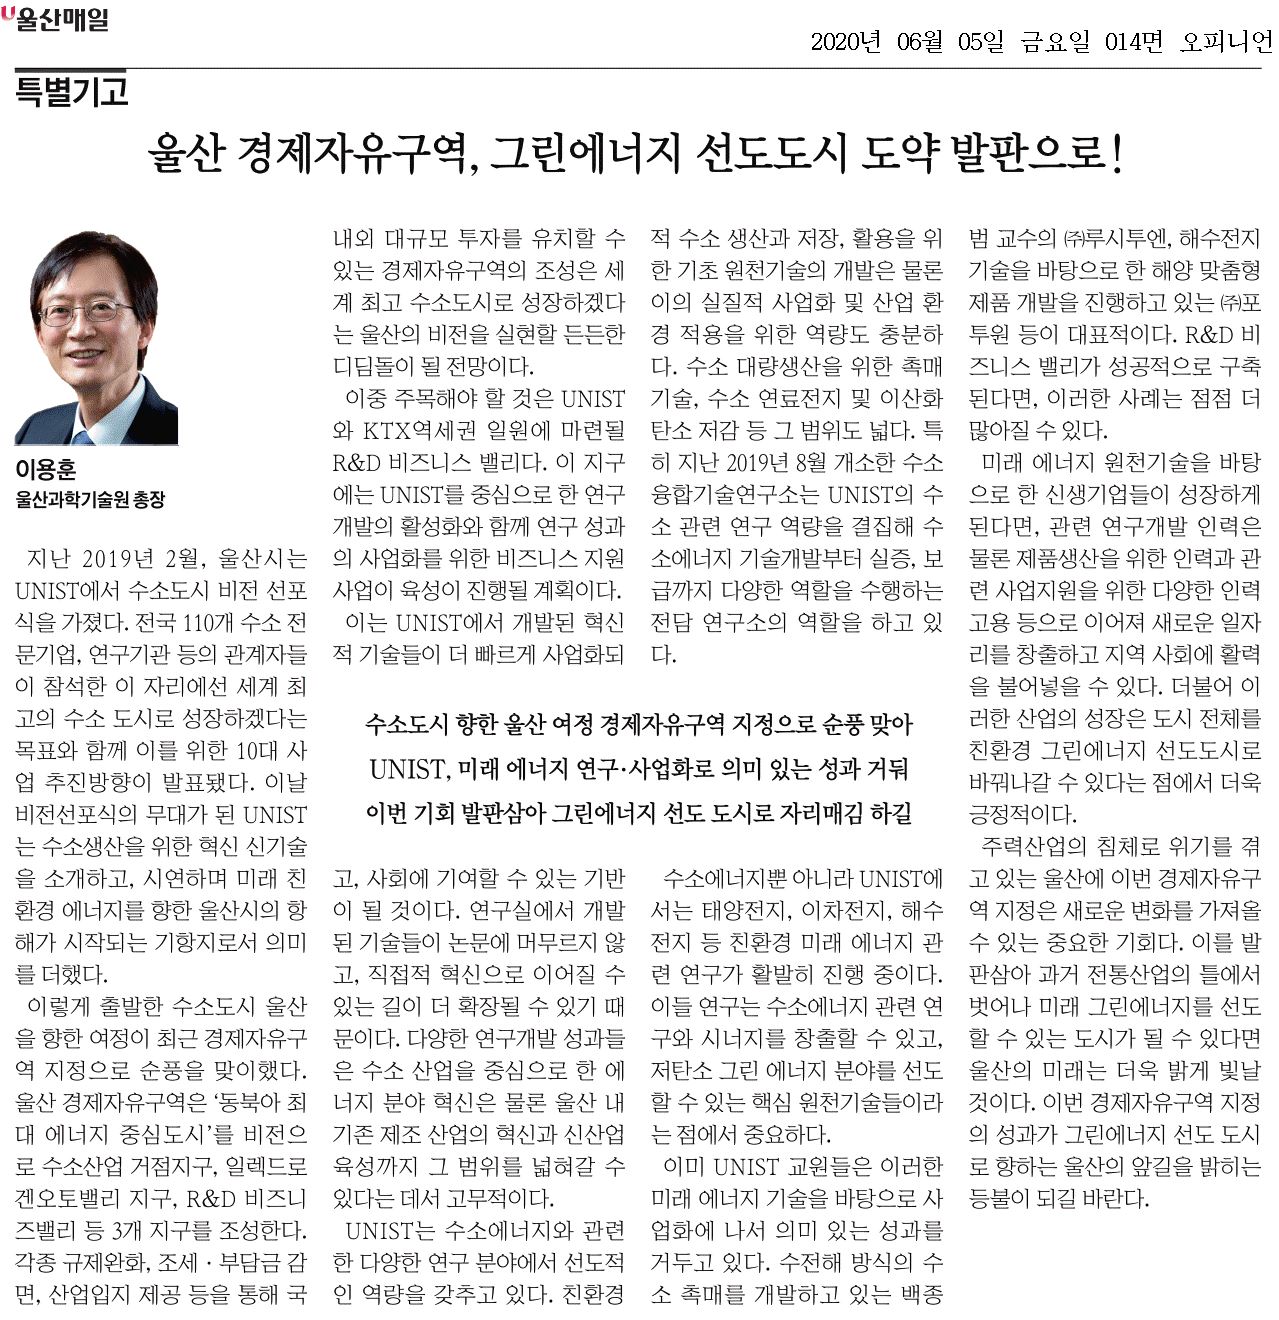 울산매일
2020년 06월 05일 금요일 014면 오피니언
특별기고
울산 경제자유구역, 그린에너지 선도도시 도약 발판으로!
이용훈
울산과학기술원 총장
지난 2019년 2월, 울산시는
UNIST에서 수소도시 비전 선포
식을 가졌다. 전국 110개 수소 전
문기업, 연구기관 등의 관계자들
이 참석한 이 자리에선 세계 최
고의 수소 도시로 성장하겠다는
목표와 함께 이를 위한 10대 사
업 추진방향이 발표됐다. 이날
비전선포식의 무대가 된 UNIST
는 수소생산을 위한 혁신 신기술
을 소개하고, 시연하며 미래 친
환경 에너지를 향한 울산시의 항
해가 시작되는 기항지로서 의미
를 더했다.
이렇게 출발한 수소도시 울산
을 향한 여정이 최근 경제자유구
역 지정으로 순풍을 맞이했다.
울산 경제자유구역은 ‘동북아 최
대 에너지 중심도시’를 비전으
로 수소산업 거점지구, 일렉드로
겐오토밸리 지구, R&D 비즈니
즈밸리 등 3개 지구를 조성한다.
각종 규제완화, 조세·부담금 감
면, 산업입지 제공 등을 통해 국
내외 대규모 투자를 유치할 수
있는 경제자유구역의 조성은 세
계 최고 수소도시로 성장하겠다
는 울산의 비전을 실현할 든든한
디딤돌이 될 전망이다.
이중 주목해야 할 것은 UNIST
와 KTX역세권 일원에 마련될
R&D 비즈니스 밸리다. 이 지구
에는 UNIST를 중심으로 한 연구
개발의 활성화와 함께 연구 성과
의 사업화를 위한 비즈니스 지원
사업이 육성이 진행될 계획이다.
이는 UNIST에서 개발된 혁신
적 기술들이 더 빠르게 사업화되
수소도시 향한 울산 여정 경제자유구역 지정으로 순풍 맞아
UNIST, 미래 에너지 연구·사업화로 의미 있는 성과 거둬
이번 기회 발판삼아 그린에너지 선도 도시로 자리매김 하길
고, 사회에 기여할 수 있는 기반
이 될 것이다. 연구실에서 개발
된 기술들이 논문에 머무르지 않
고, 직접적 혁신으로 이어질 수
있는 길이 더 확장될 수 있기 때
문이다. 다양한 연구개발 성과들
은 수소 산업을 중심으로 한 에
너지 분야 혁신은 물론 울산 내
기존 제조 산업의 혁신과 신산업
육성까지 그 범위를 넓혀갈 수
있다는 데서 고무적이다.
UNIST는 수소에너지와 관련
한 다양한 연구 분야에서 선도적
인 역량을 갖추고 있다. 친환경
적 수소 생산과 저장, 활용을 위
한 기초 원천기술의 개발은 물론
이의 실질적 사업화 및 산업 환
경 적용을 위한 역량도 충분하
다. 수소 대량생산을 위한 촉매
기술, 수소 연료전지 및 이산화
탄소 저감 등 그 범위도 넓다. 특
히 지난 2019년 8월 개소한 수소
융합기술연구소는 UNIST의 수
소 관련 연구 역량을 결집해 수
소에너지 기술개발부터 실증, 보
급까지 다양한 역할을 수행하는
전담 연구소의 역할을 하고 있
다.
수소에너지뿐 아니라 UNIST에
서는 태양전지, 이차전지, 해수
전지 등 친환경 미래 에너지 관
련 연구가 활발히 진행 중이다.
이들 연구는 수소에너지 관련 연
구와 시너지를 창출할 수 있고,
저탄소 그린 에너지 분야를 선도
할 수 있는 핵심 원천기술들이라
는 점에서 중요하다.
이미 UNIST 교원들은 이러한
미래 에너지 기술을 바탕으로 사
업화에 나서 의미 있는 성과를
거두고 있다. 수전해 방식의 수
소 촉매를 개발하고 있는 백종
범 교수의 ㈜루시투엔, 해수전지
기술을 바탕으로 한 해양 맞춤형
제품 개발을 진행하고 있는 ㈜포
투원 등이 대표적이다. R&D 비
즈니스 밸리가 성공적으로 구축
된다면, 이러한 사례는 점점 더
많아질 수 있다.
미래 에너지 원천기술을 바탕
으로 한 신생기업들이 성장하게
된다면, 관련 연구개발 인력은
물론 제품생산을 위한 인력과 관
련 사업지원을 위한 다양한 인력
고용 등으로 이어져 새로운 일자
리를 창출하고 지역 사회에 활력
을 불어넣을 수 있다. 더불어 이
러한 산업의 성장은 도시 전체를
친환경 그린에너지 선도도시로
바꿔나갈 수 있다는 점에서 더욱
긍정적이다.
주력산업의 침체로 위기를 겪
고 있는 울산에 이번 경제자유구
역 지정은 새로운 변화를 가져올
수 있는 중요한 기회다. 이를 발
판삼아 과거 전통산업의 틀에서
벗어나 미래 그린에너지를 선도
할 수 있는 도시가 될 수 있다면
울산의 미래는 더욱 밝게 빛날
것이다. 이번 경제자유구역 지정
의 성과가 그린에너지 선도 도시
로 향하는 울산의 앞길을 밝히는
등불이 되길 바란다.